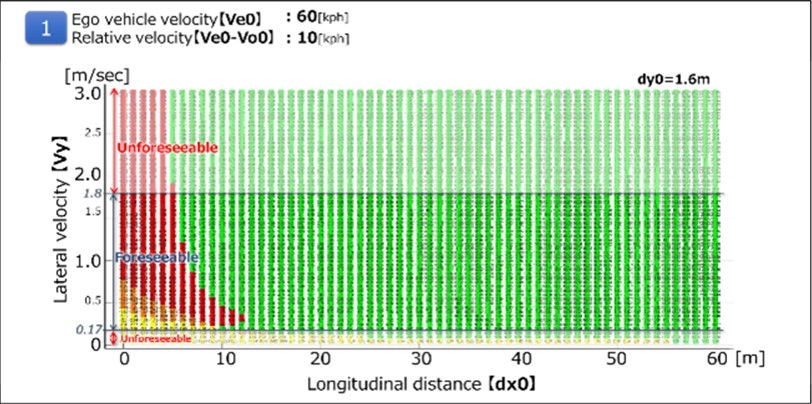 1
Ego vehicle velocity【Ve0】 : 60[kph]
Relative velocity【Ve0-Vo0】 : 10[kph]
[m/sec]
dy0=1.6m
Lateral velocity【Vy】
3.0
2.5
Unforeseeable
2.0
1.8
1.5
Foreseeable
1.0
0.5
0.17
Unforeseeable
0
0 10 20 30 40 50 60 [m]
Longitudinal distance【dx0】